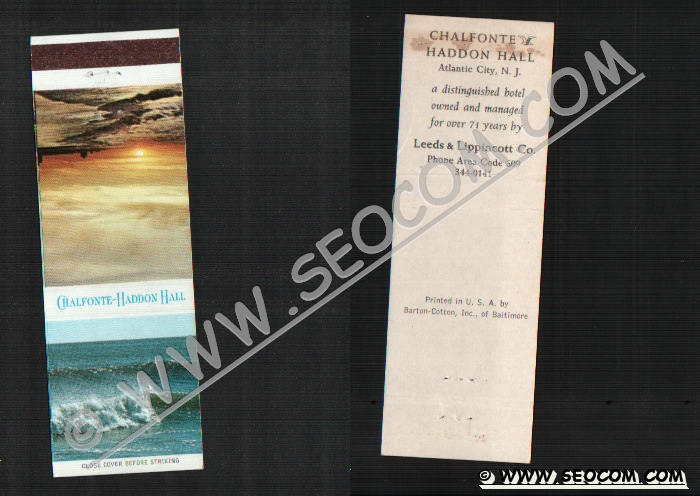 CHALFONTE-HADDON HALL
CLOSE COVER BEFORE STRIKING
CHALFONTE
HADDON HALL
Atlantic City, N. J.
a distinguished hotel
owned and managed
for over 71 years by
Leeds & Lippincott Co.
Phone Area Code 609
344-0141
Printed in U. S. A. by
Barton-Cotton, Inc., of Baltimore
© WWW.SEOCOM.COM
© WWW.SEOCOM.COM